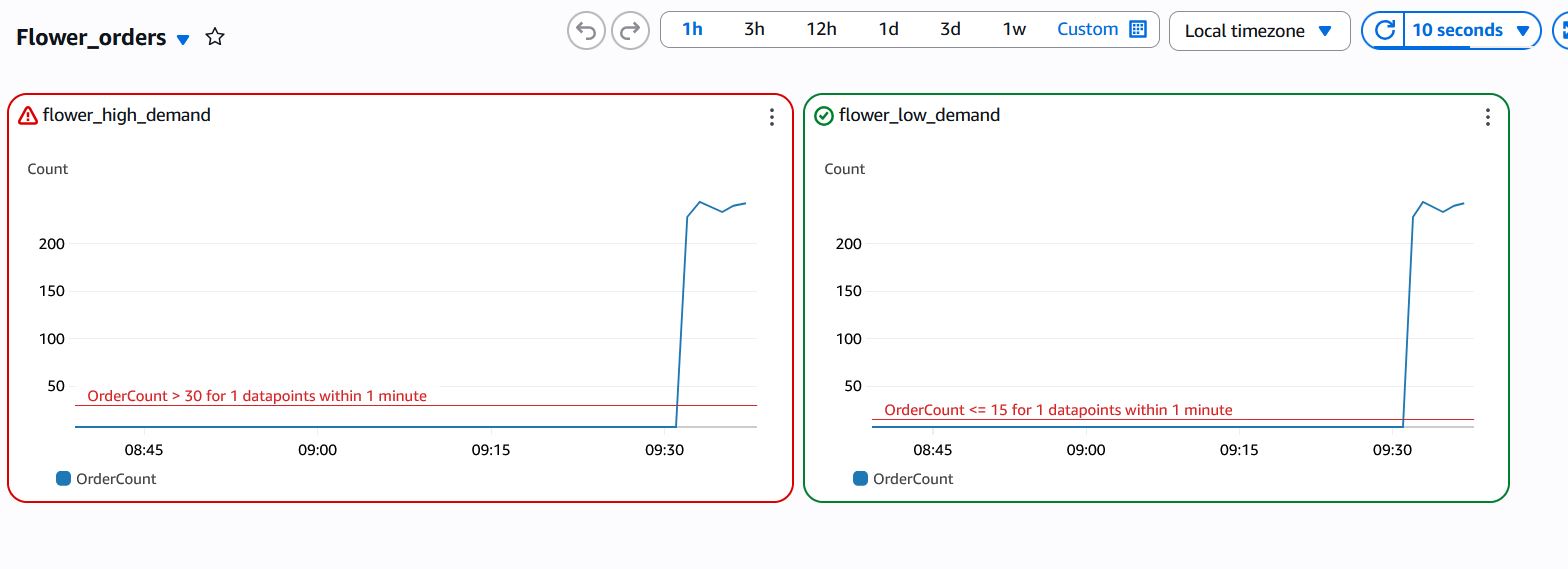 Flower_orders
1h 3h 12h 1d 3d 1w Custom
Local timezone
10 seconds
flower_high_demand
Count
200
150
100
50
OrderCount > 30 for 1 datapoints within 1 minute
08:45 09:00 09:15 09:30
OrderCount
flower_low_demand
Count
200
150
100
50
OrderCount <= 15 for 1 datapoints within 1 minute
08:45 09:00 09:15 09:30
OrderCount